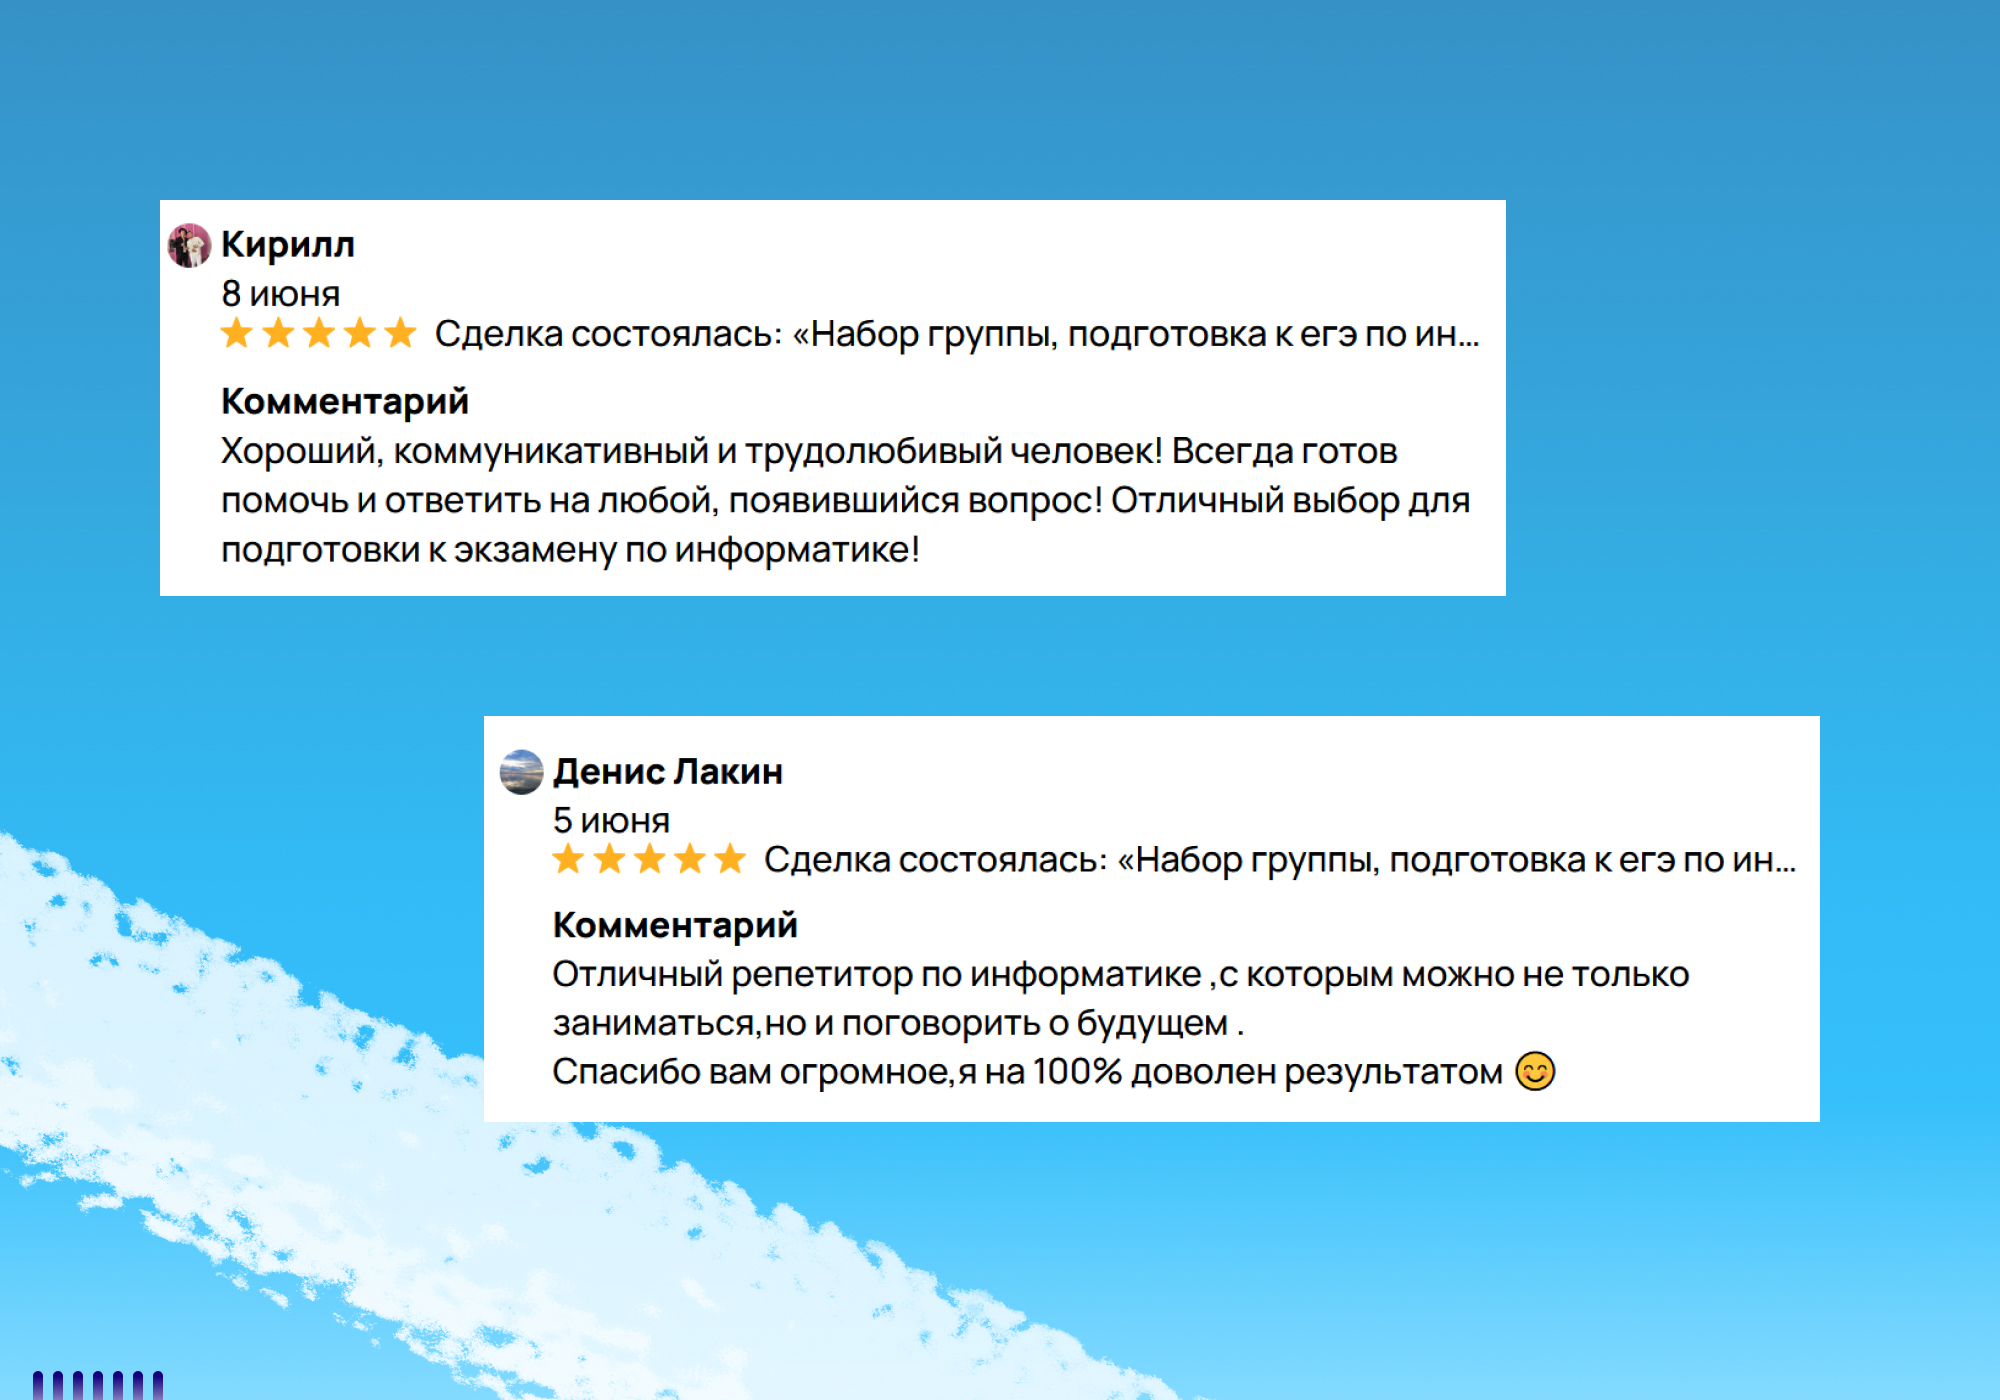 Кирилл
8 июня
Сделка состоялась: «Набор группы, подготовка к егэ по ин...
Комментарий
Хороший, коммуникативный и трудолюбивый человек! Всегда готов
помочь и ответить на любой, появившийся вопрос! Отличный выбор для
подготовки к экзамену по информатике!
Денис Лакин
5 июня
Сделка состоялась: «Набор группы, подготовка к егэ по ин...
Комментарий
Отличный репетитор по информатике ,с которым можно не только
заниматься,но и поговорить о будущем .
Спасибо вам огромное,я на 100% доволен результатом 😊